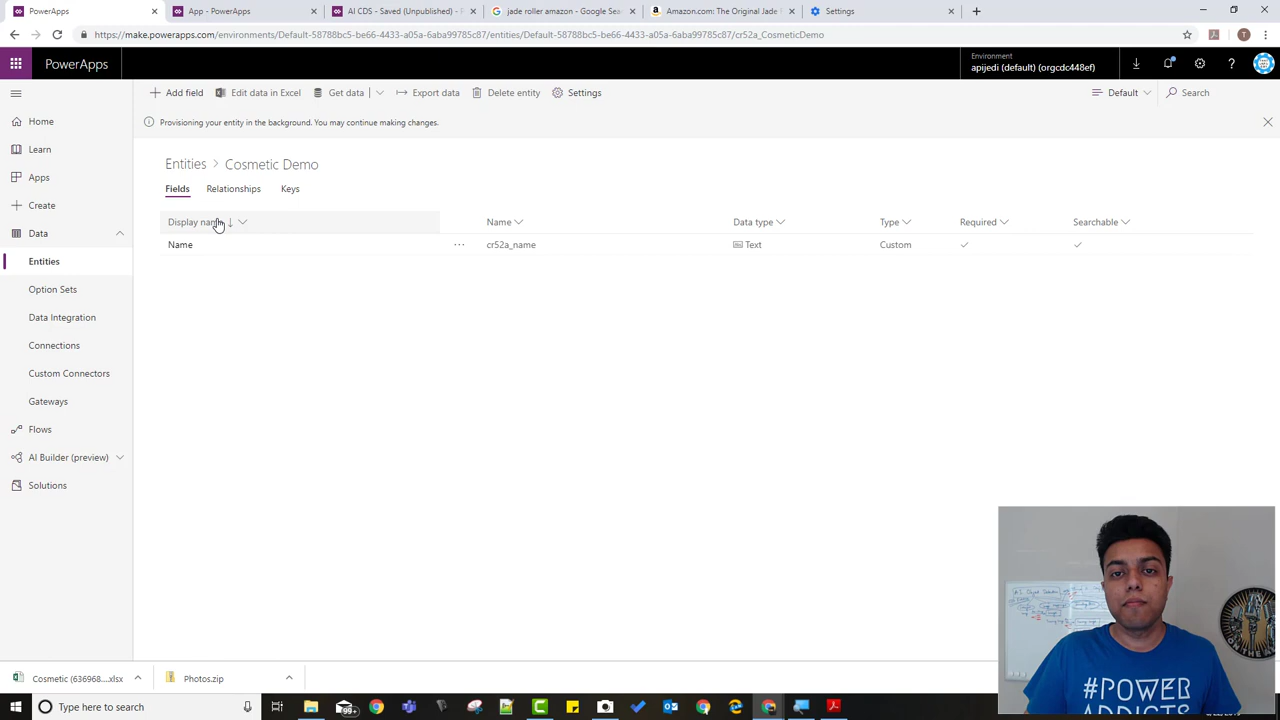 PowerApps
App - PowerApps
AI CDS - Saved (Unpublished) - P
jade roller amazon - Google Sea
Amazon.com: The Original Jade
Settings
https://make.powerapps.com/environments/Default-58788bc5-be66-4433-a05a-6aba99785c87/entities/Default-58788bc5-be66-4433-a05a-6aba99785c87/cr52a_CosmeticDemo
T
PowerApps
Environment
apijedi (default) (orgcdc448ef)
?
Add field
Edit data in Excel
Get data
Export data
Delete entity
Settings
Default
Search
Provisioning your entity in the background. You may continue making changes.
Home
Learn
Apps
Create
Data
Entities
Option Sets
Data Integration
Connections
Custom Connectors
Gateways
Flows
AI Builder (preview)
Solutions
Entities > Cosmetic Demo
Fields
Relationships
Keys
Display name
Name
Data type
Type
Required
Searchable
Name
...
cr52a_name
Text
Custom
#POWER
ADDICTS
Cosmetic (636968....xlsx
Photos.zip
Type here to search
99+